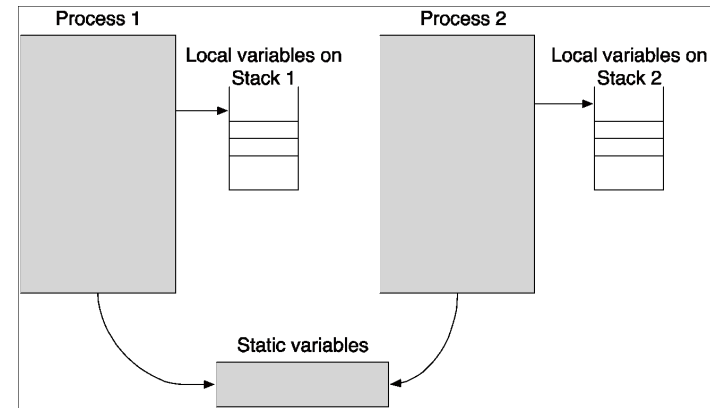 Process 1
Process 2
Local variables on
Stack 1
Local variables on
Stack 2
Static variables